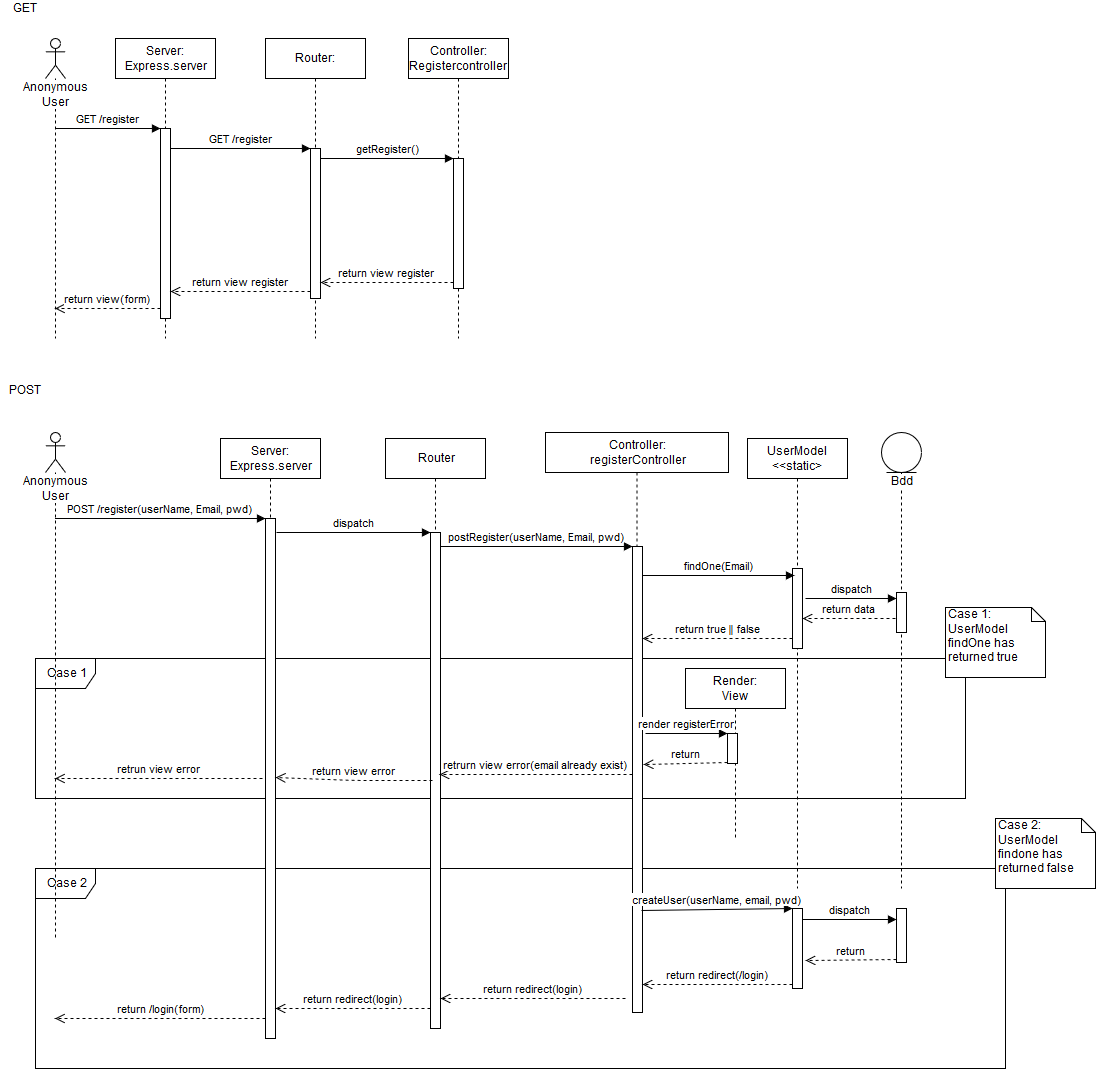 GET
Anonymous
User
Server:
Express.server
Router:
Controller:
Registercontroller
GET /register
GET /register
getRegister()
return view register
return view register
return view(form)
POST
Anonymous
User
Server:
Express.server
Router
Controller:
registerController
UserModel
<<static>
Bdd
POST /register(userName, Email, pwd)
dispatch
postRegister(userName, Email, pwd)
findOne(Email)
dispatch
return data
return true || false
Case 1:
UserModel
findOne has
returned true
Case 1
Render:
View
render registerError
return
retrurn view error(email already exist)
return view error
retrun view error
Case 2:
UserModel
findone has
returned false
Case 2
createUser(userName, email, pwd)
dispatch
return
return redirect(/login)
return redirect(login)
return redirect(login)
return /login(form)